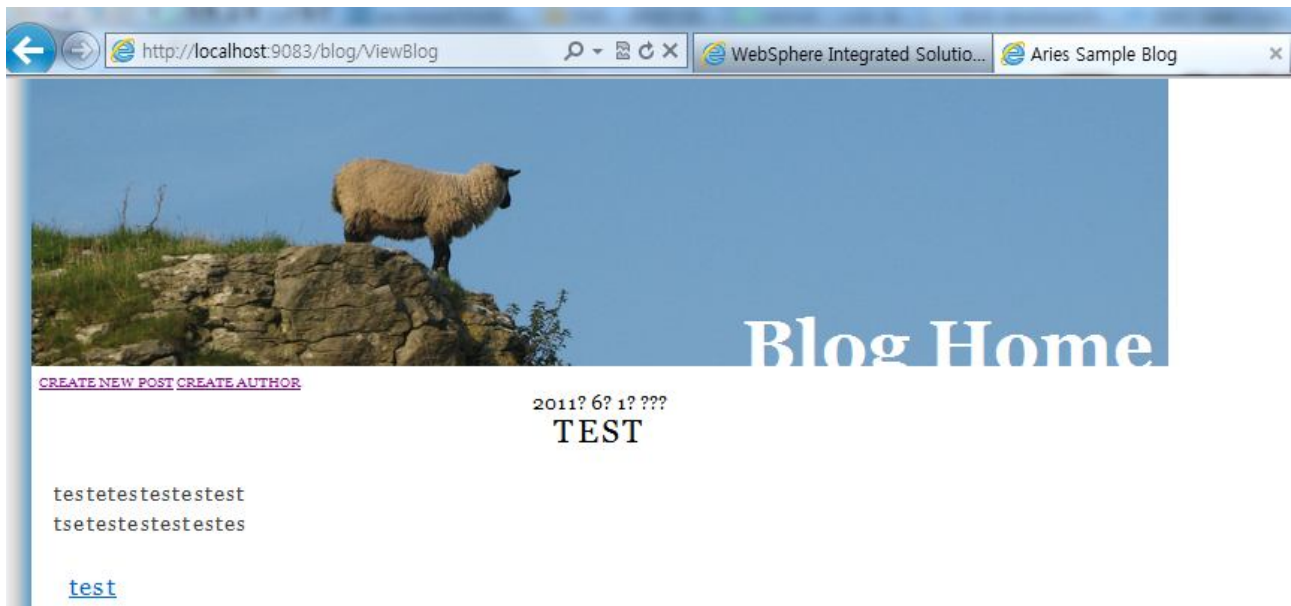 http://localhost:9083/blog/ViewBlog
WebSphere Integrated Solutio...
Aries Sample Blog
Blog Home
CREATE NEW POST CREATE AUTHOR
2011? 6? 1? ???
TEST
testetestestestest
tsetestestestestes
test